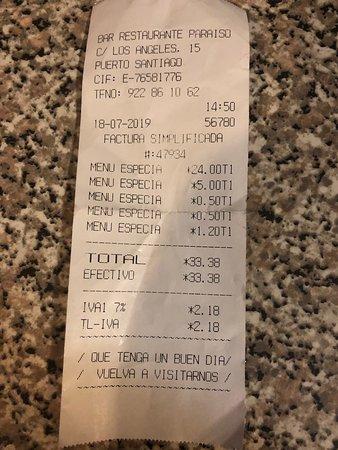 BAR RESTAURANTE PARAISO
C/ LOS ANGELES. 15
PUERTO SANTIAGO
CIF: E-76581776
TFNO: 922 86 10 62
14:50
18-07-2019 56780
FACTURA SIMPLIFICADA
#:47934
MENU ESPECIA *24.00T1
MENU ESPECIA *5.00T1
MENU ESPECIA *0.50T1
MENU ESPECIA *0.50T1
MENU ESPECIA *1.20T1
TOTAL *33.38
EFECTIVO *33.38
IVA1 7% *2.18
TL-IVA *2.18
/ QUE TENGA UN BUEN DIA/
/ VUELVA A VISITARNOS /